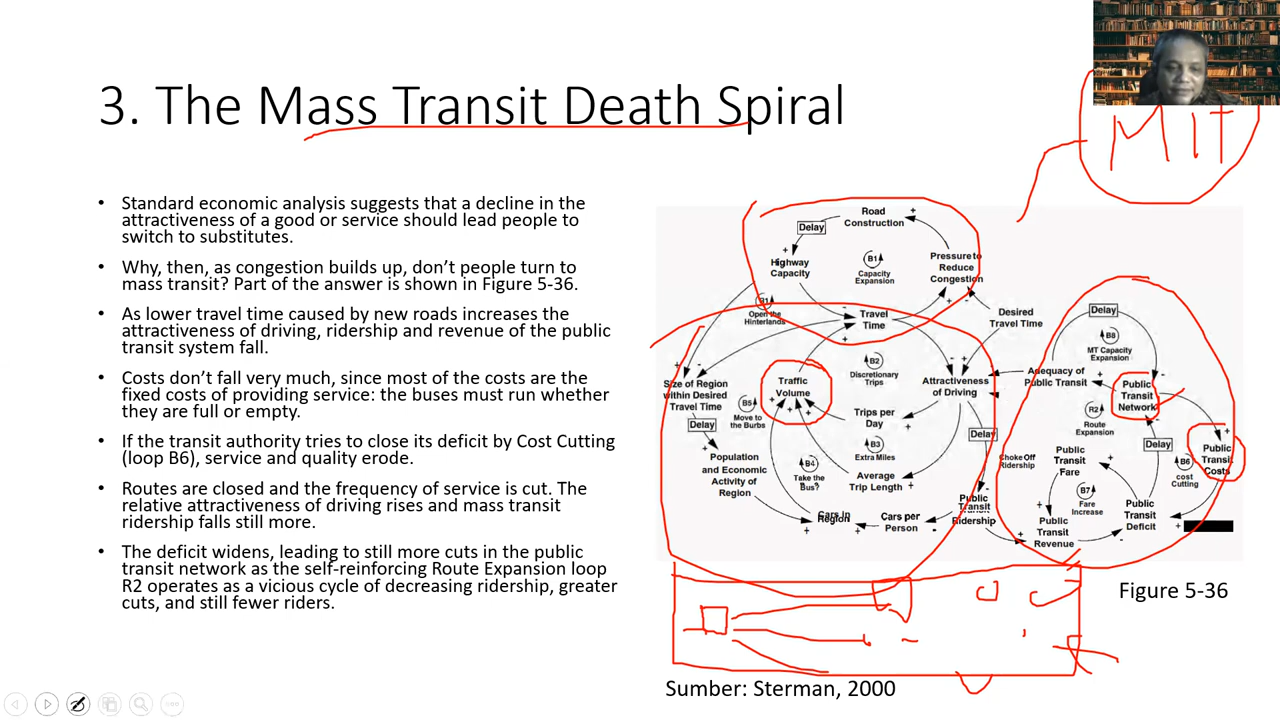 3. The Mass Transit Death Spiral
MIT
• Standard economic analysis suggests that a decline in the
attractiveness of a good or service should lead people to
switch to substitutes.
• Why, then, as congestion builds up, don't people turn to
mass transit? Part of the answer is shown in Figure 5-36.
• As lower travel time caused by new roads increases the
attractiveness of driving, ridership and revenue of the public
transit system fall.
• Costs don't fall very much, since most of the costs are the
fixed costs of providing service: the buses must run whether
they are full or empty.
• If the transit authority tries to close its deficit by Cost Cutting
(loop B6), service and quality erode.
• Routes are closed and the frequency of service is cut. The
relative attractiveness of driving rises and mass transit
ridership falls still more.
• The deficit widens, leading to still more cuts in the public
transit network as the self-reinforcing Route Expansion loop
R2 operates as a vicious cycle of decreasing ridership, greater
cuts, and still fewer riders.
Road
Construction
Delay
Highway
Capacity
B1
Capacity
Expansion
Pressure to
Reduce
Congestion
R1
Open the
Hinterlands
Travel
Time
Desired
Travel Time
Delay
B8
MT Capacity
Expansion
B2
Discretionary
Trips
Size of Region
within Desired
Travel Time
Traffic
Volume
Attractiveness
of Driving
Adequacy of
Public Transit
Public
Transit
Network
B5
Move to
the Burbs
Trips per
Day
R2
Route
Expansion
Delay
Delay
Delay
B3
Extra Miles
Population
and Economic
Activity of
Region
B4
Take the
Bus?
Average
Trip Length
Choke Off
Ridership
Public
Transit
Fare
B6
cost
Cutting
Public
Transit
Costs
B7
Fare
Increase
Cars in
Region
Cars per
Person
Public
Transit
Ridership
Public
Transit
Revenue
Public
Transit
Deficit
Figure 5-36
Sumber: Sterman, 2000